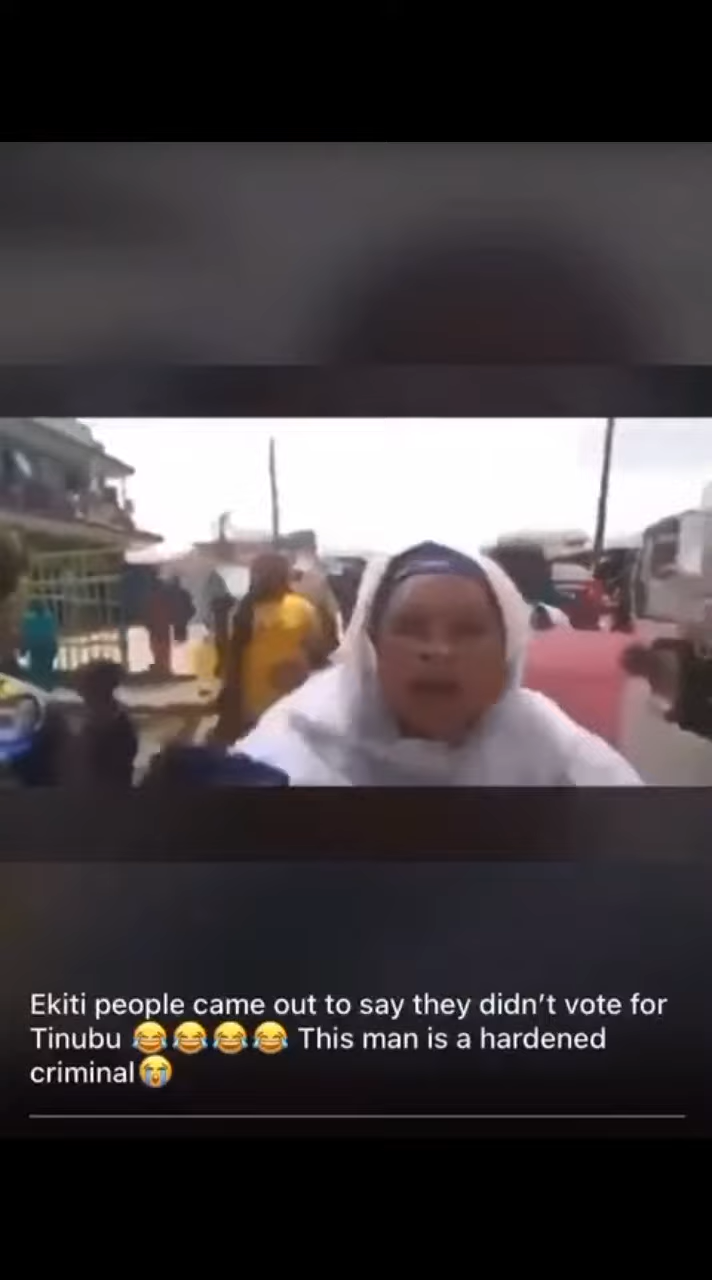 Ekiti people came out to say they didn’t vote for
Tinubu 😂😂😂😂 This man is a hardened
criminal😭